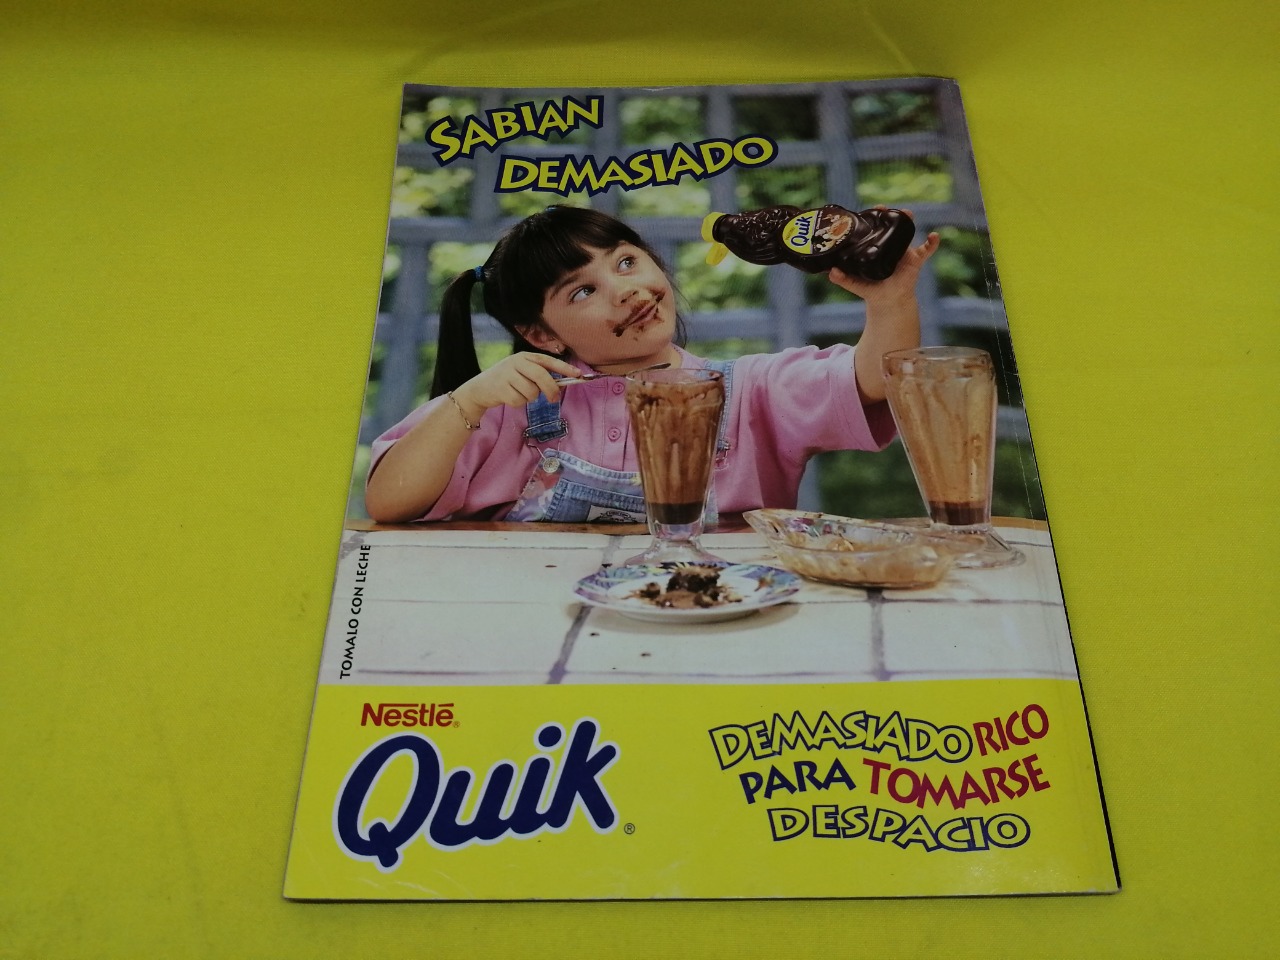 SABIAN
DEMASIADO
Quik
TOMALO CON LECHE
Nestlé®
Quik®
DEMASIADO RICO
PARA TOMARSE
DESPACIO